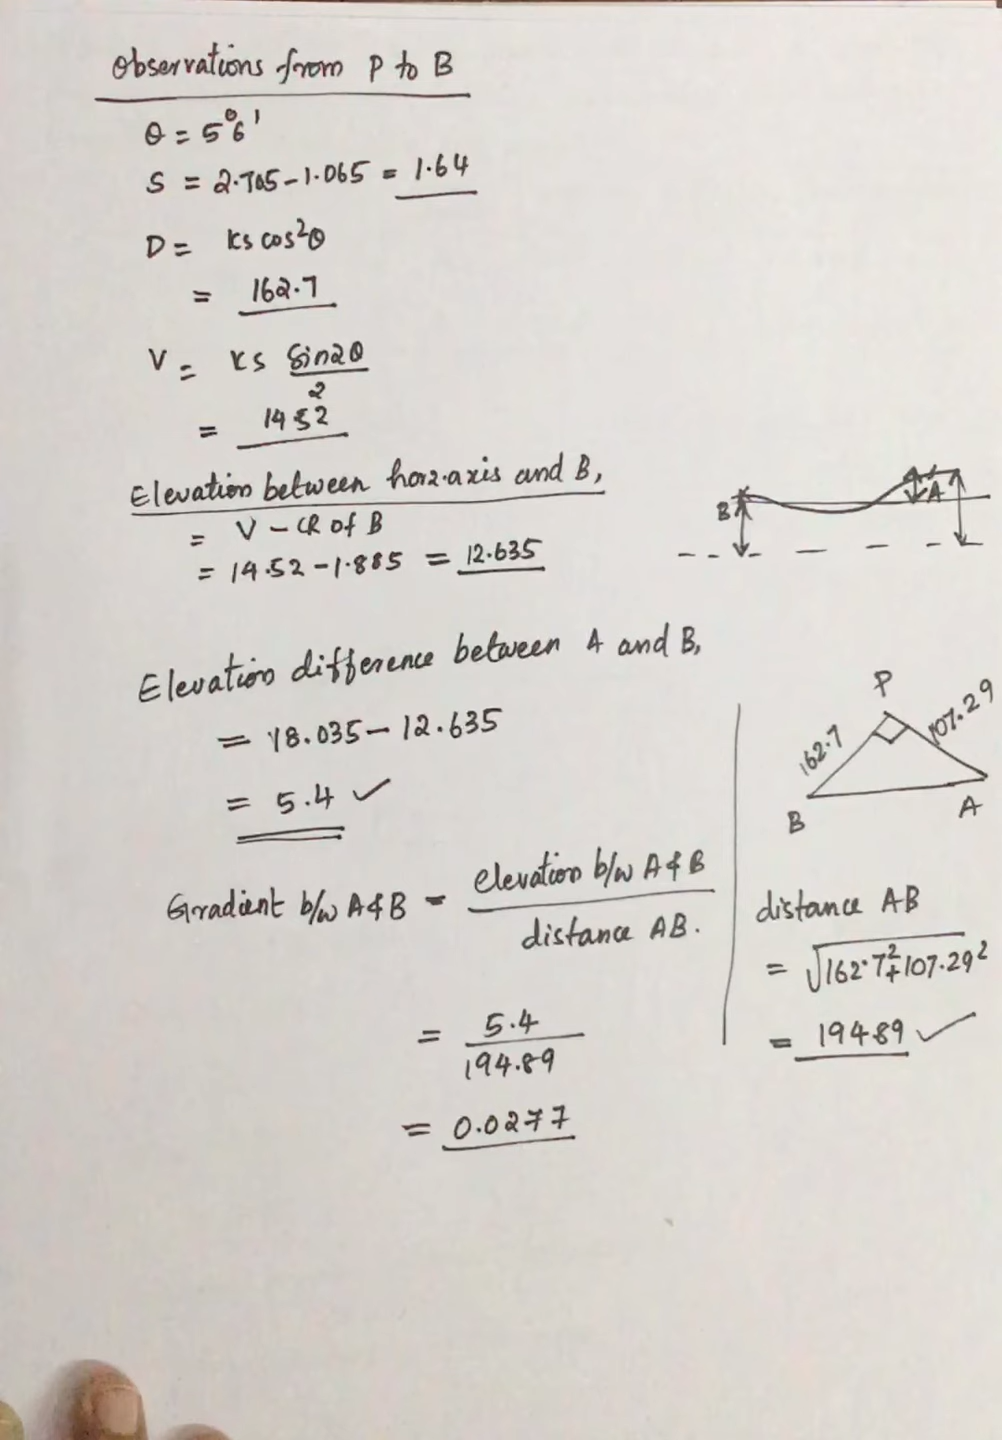 Observations from P to B
θ = 5°6'
S = 2.705-1.065 = 1.64
D = ks cos²θ
= 162.7
V = ks sin2θ
2
= 14.52
Elevation between horz.axis and B,
= V - CR of B
= 14.52 - 1.885 = 12.635
B
A
Elevation difference between A and B,
= 18.035 - 12.635
= 5.4 ✓
P
162.7
107.29
B
A
Gradient b/w A & B = elevation b/w A & B
distance AB.
= 5.4
194.89
= 0.0277
distance AB
= √162.7²+107.29²
= 194.89 ✓